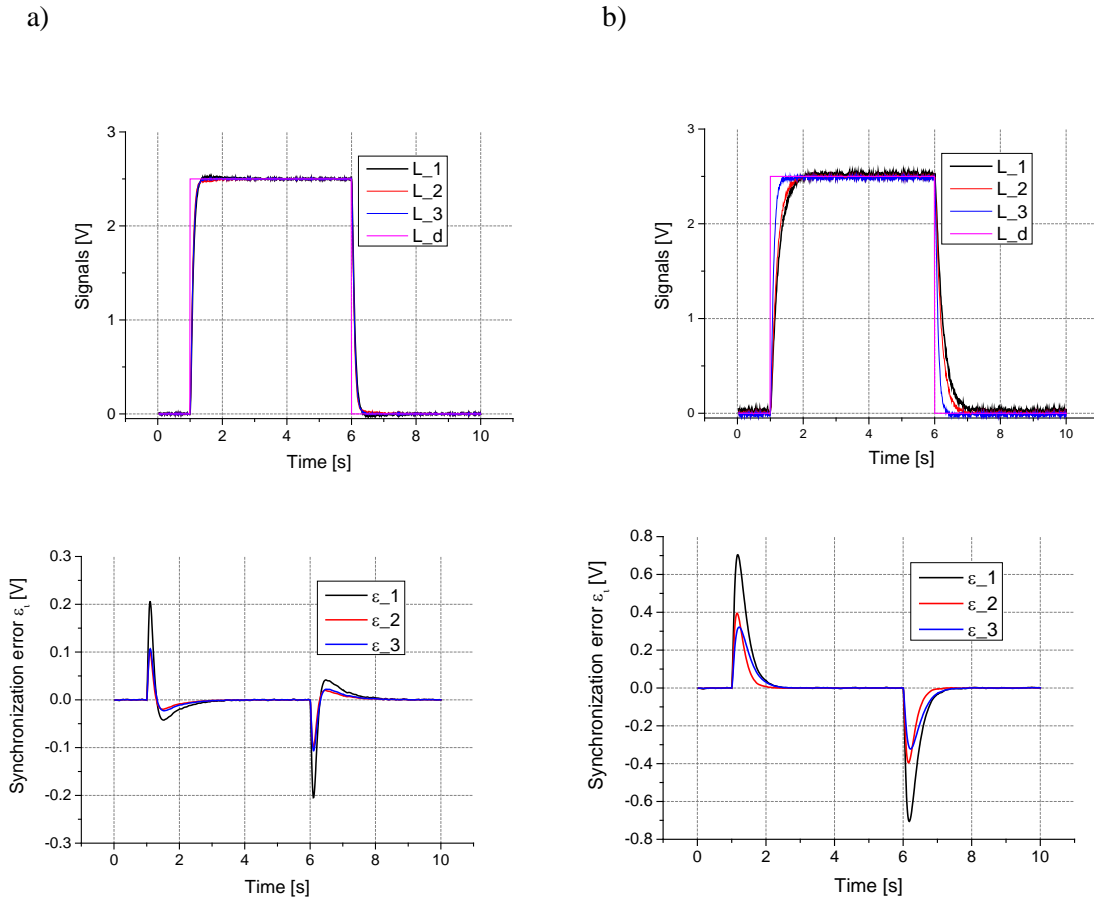 a)
b)
3
2
1
0
Signals [V]
0 2 4 6 8 10
Time [s]
L_1
L_2
L_3
L_d
3
2
1
0
Signals [V]
0 2 4 6 8 10
Time [s]
L_1
L_2
L_3
L_d
0.3
0.2
0.1
0.0
-0.1
-0.2
-0.3
Synchronization error ε_ι [V]
0 2 4 6 8 10
Time [s]
ε_1
ε_2
ε_3
0.8
0.6
0.4
0.2
0.0
-0.2
-0.4
-0.6
-0.8
Synchronization error ε_ι [V]
0 2 4 6 8 10
Time [s]
ε_1
ε_2
ε_3